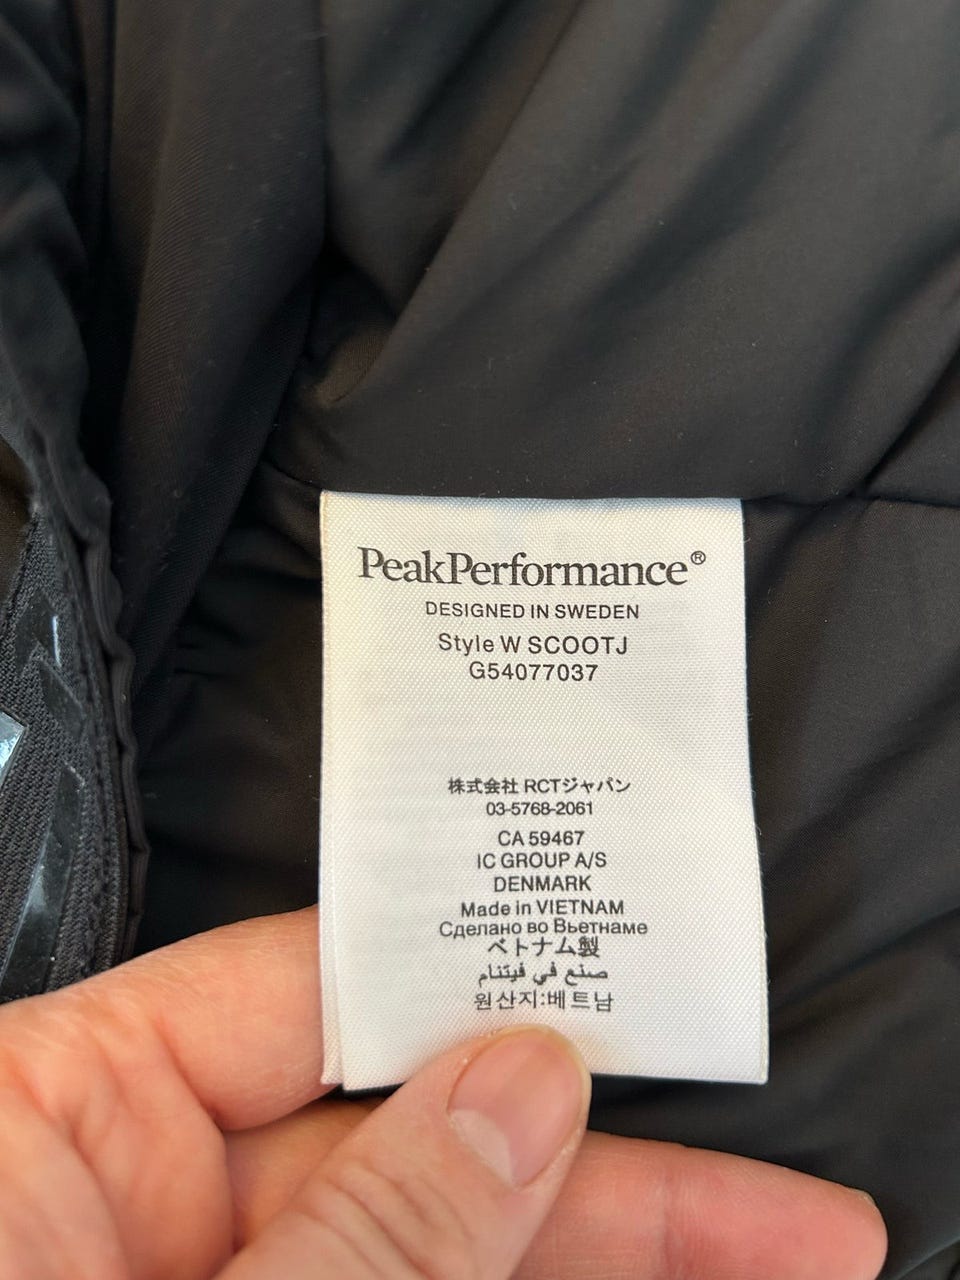 PeakPerformance®
DESIGNED IN SWEDEN
Style W SCOOTJ
G54077037
株式会社 RCTジャパン
03-5768-2061
CA 59467
IC GROUP A/S
DENMARK
Made in VIETNAM
Сделано во Вьетнаме
ベトナム製
صنع في فيتنام
원산지:베트남